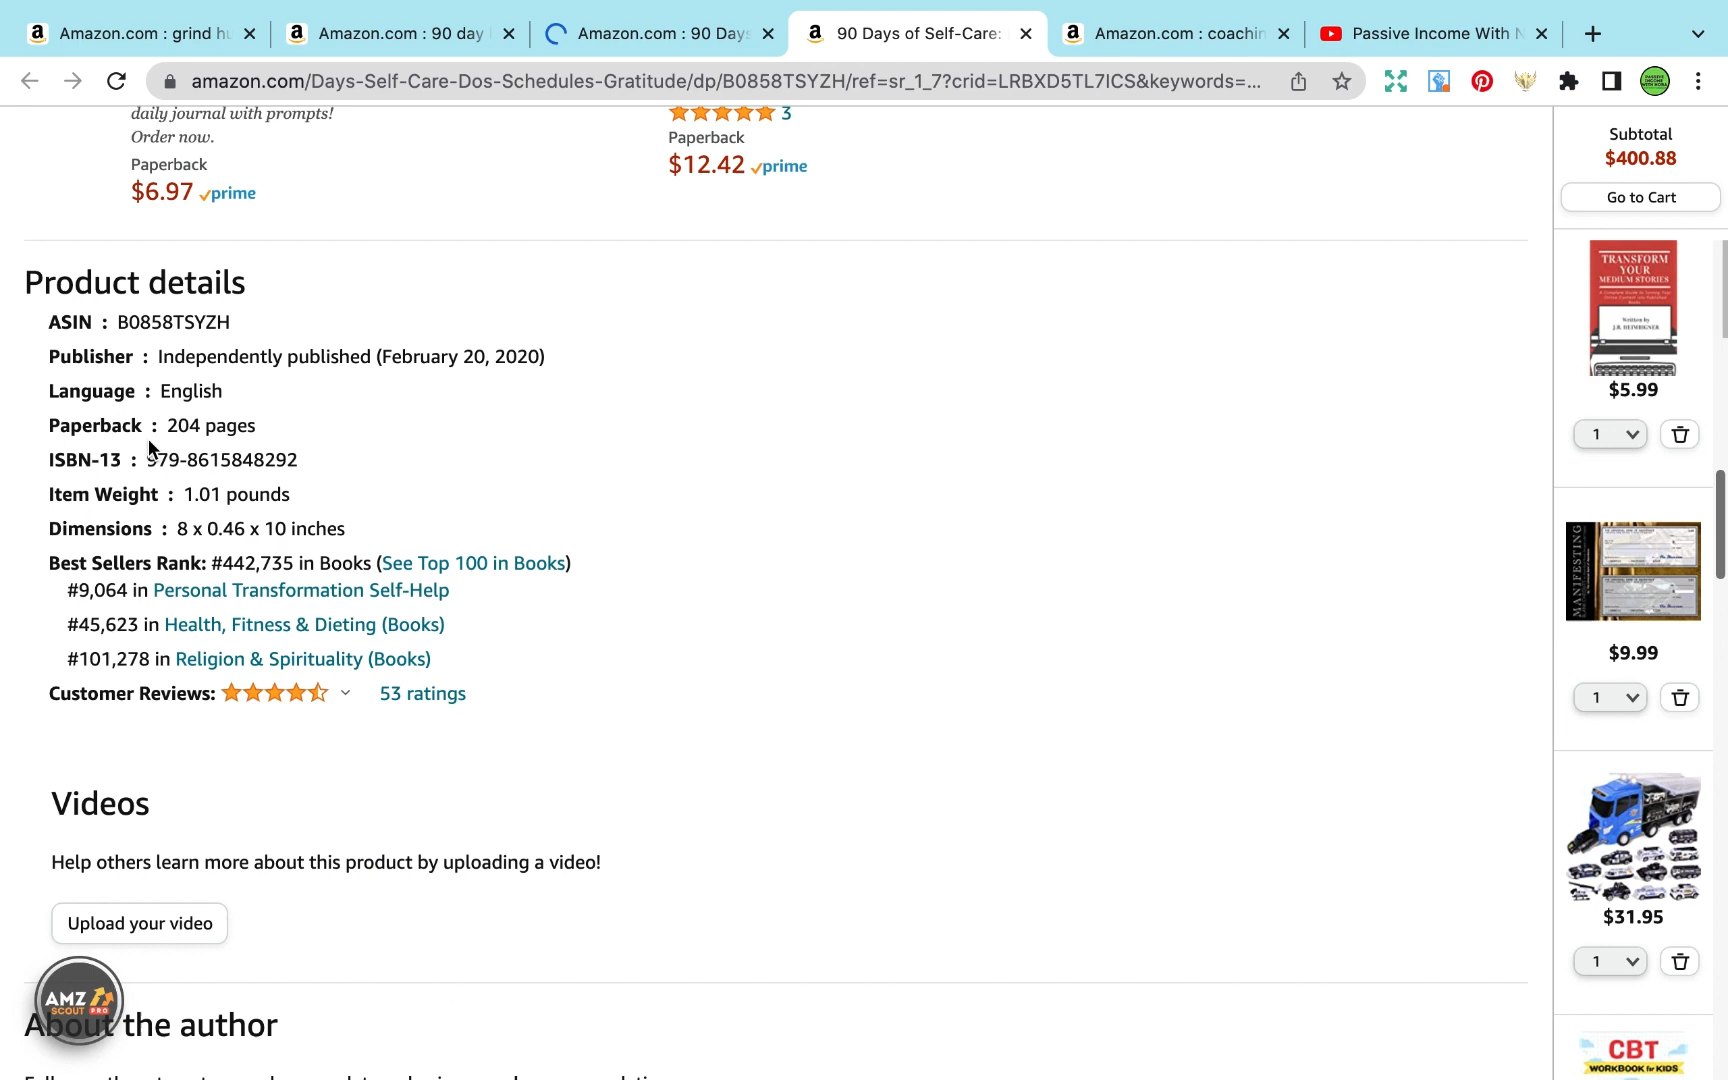 Amazon.com : grind hu
Amazon.com : 90 day
Amazon.com : 90 Days
90 Days of Self-Care:
Amazon.com : coachin
Passive Income With N
amazon.com/Days-Self-Care-Dos-Schedules-Gratitude/dp/B0858TSYZH/ref=sr_1_7?crid=LRBXD5TL7ICS&keywords=...
daily journal with prompts!
Order now.
Paperback
$6.97 prime
3
Paperback
$12.42 prime
Product details
ASIN : B0858TSYZH
Publisher : Independently published (February 20, 2020)
Language : English
Paperback : 204 pages
ISBN-13 : 979-8615848292
Item Weight : 1.01 pounds
Dimensions : 8 x 0.46 x 10 inches
Best Sellers Rank: #442,735 in Books (See Top 100 in Books)
#9,064 in Personal Transformation Self-Help
#45,623 in Health, Fitness & Dieting (Books)
#101,278 in Religion & Spirituality (Books)
Customer Reviews: 53 ratings
Videos
Help others learn more about this product by uploading a video!
Upload your video
AMZ
SCOUT PRO
About the author
Subtotal
$400.88
Go to Cart
TRANSFORM
YOUR
MEDIUM STORIES
Written by
J.R. HEIMBIGNER
$5.99
1
MANIFESTING
$9.99
1
$31.95
1
CBT
WORKBOOK for KIDS